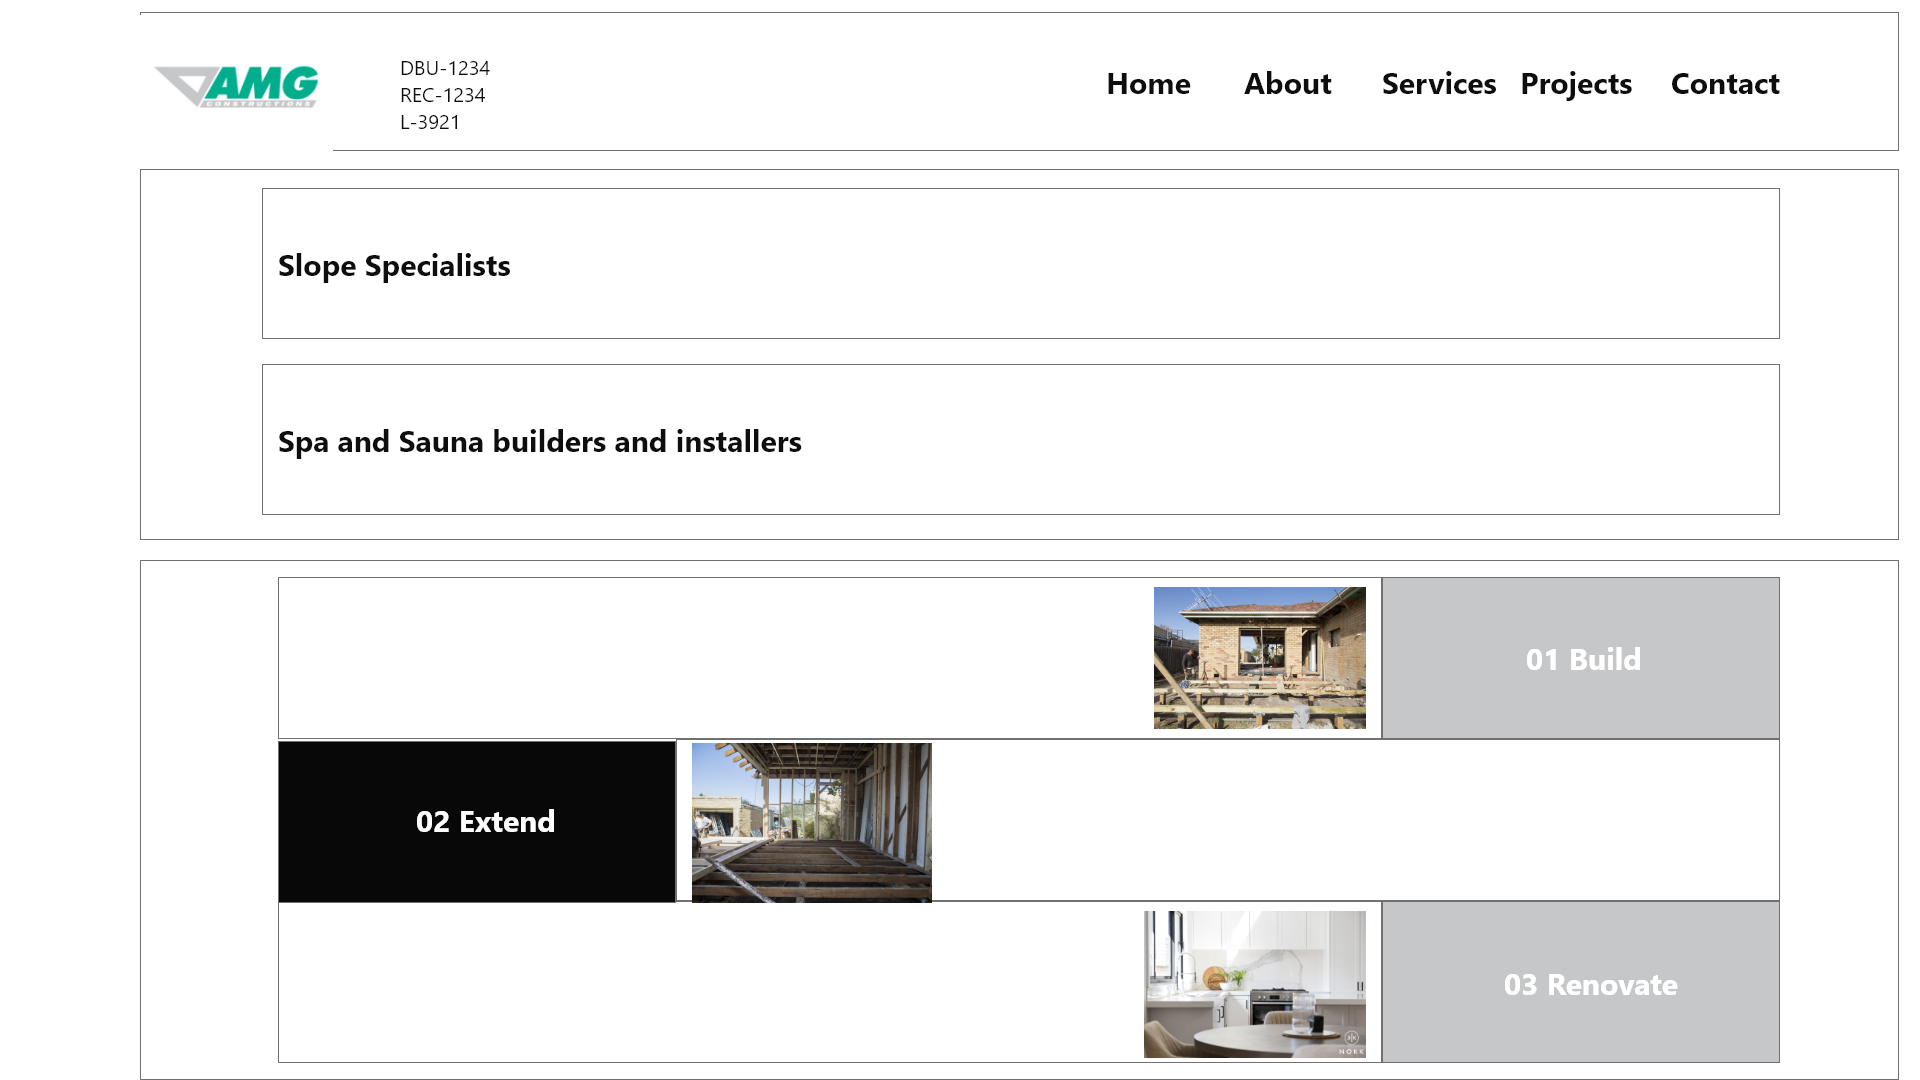 AMG
CONSTRUCTIONS
DBU-1234
REC-1234
L-3921
Home About Services Projects Contact
Slope Specialists
Spa and Sauna builders and installers
01 Build
02 Extend
03 Renovate
NORK